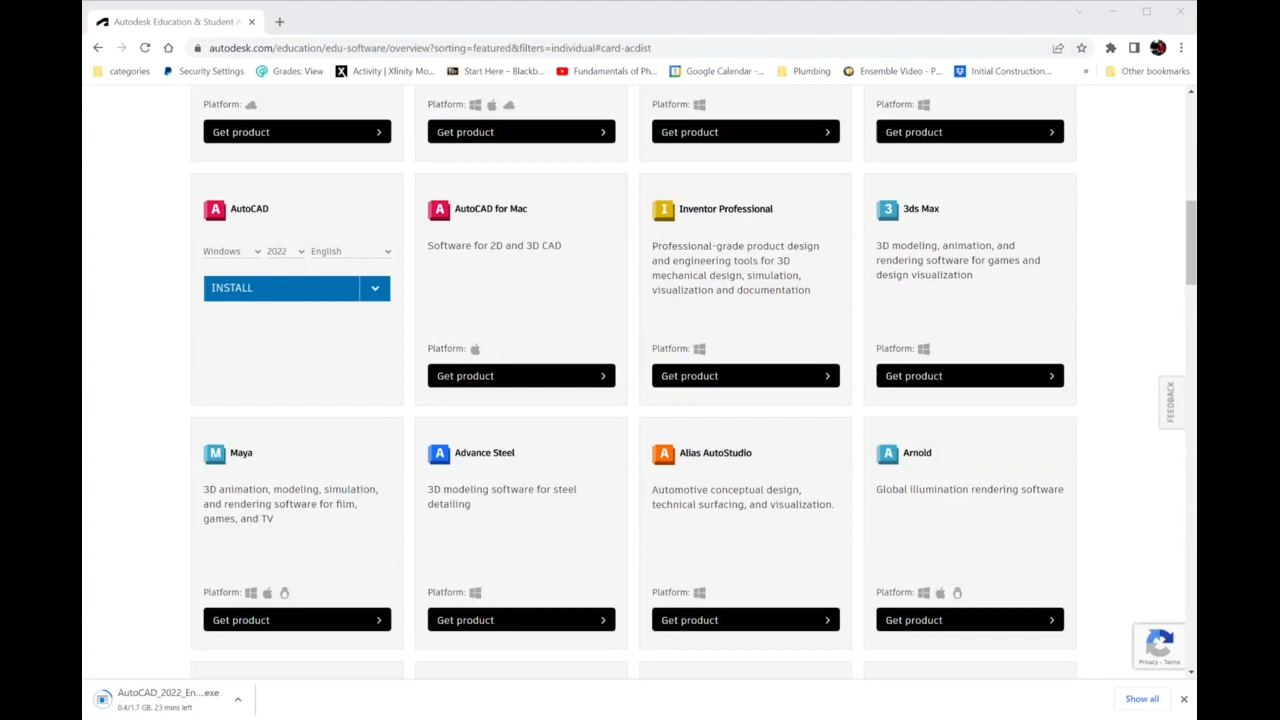 Autodesk Education & Student A
autodesk.com/education/edu-software/overview?sorting=featured&filters=individual#card-acdist
categories
Security Settings
Grades: View
Activity | Xfinity Mo...
Start Here – Blackb...
Fundamentals of Ph...
Google Calendar -...
Plumbing
Ensemble Video - P...
Initial Construction...
»
Other bookmarks
Platform:
Platform:
Platform:
Platform:
Get product
Get product
Get product
Get product
A AutoCAD
Windows 2022 English
INSTALL
A AutoCAD for Mac
Software for 2D and 3D CAD
Platform:
Get product
I Inventor Professional
Professional-grade product design
and engineering tools for 3D
mechanical design, simulation,
visualization and documentation
Platform:
Get product
3 3ds Max
3D modeling, animation, and
rendering software for games and
design visualization
Platform:
Get product
FEEDBACK
M Maya
3D animation, modeling, simulation,
and rendering software for film,
games, and TV
Platform:
Get product
A Advance Steel
3D modeling software for steel
detailing
Platform:
Get product
A Alias AutoStudio
Automotive conceptual design,
technical surfacing, and visualization.
Platform:
Get product
A Arnold
Global illumination rendering software
Platform:
Get product
Privacy - Terms
AutoCAD_2022_En....exe
0.4/1.7 GB, 23 mins left
Show all